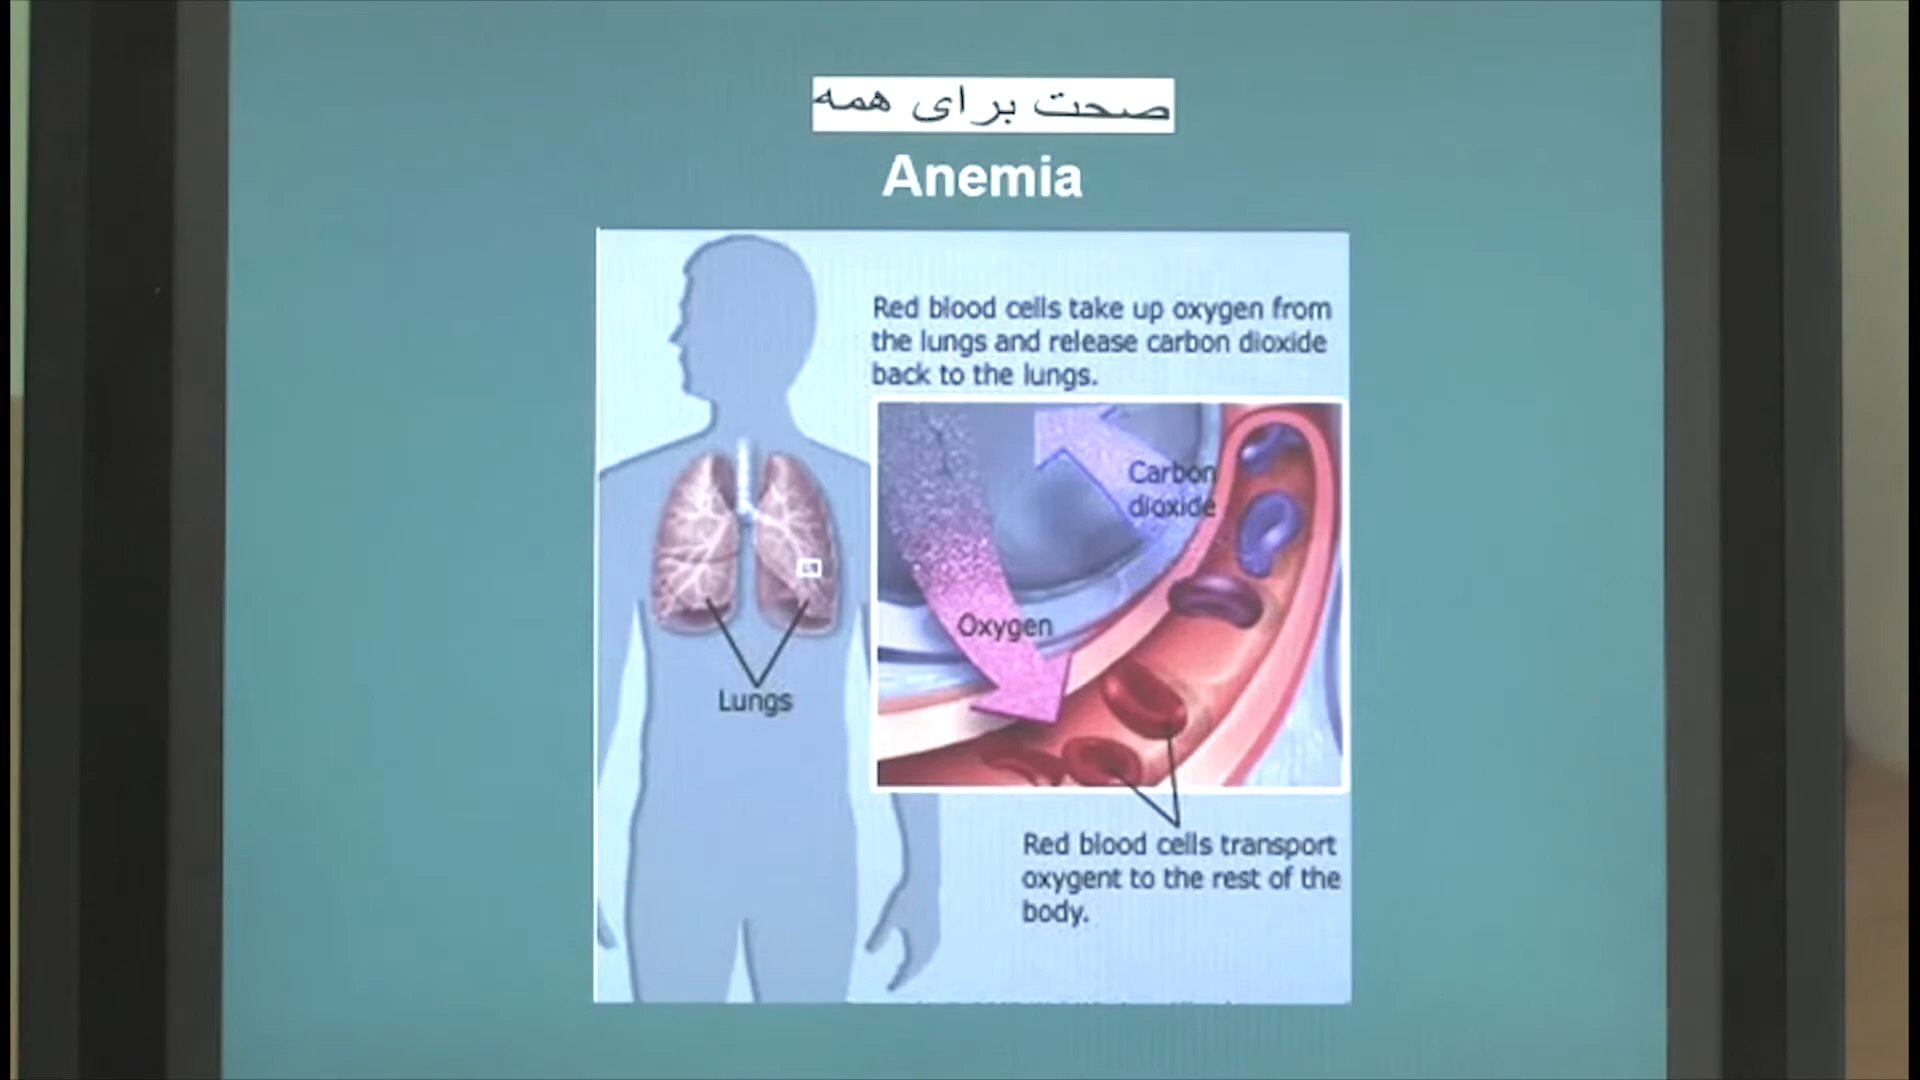 صحت برای همه
Anemia
Red blood cells take up oxygen from
the lungs and release carbon dioxide
back to the lungs.
Carbon
dioxide
Oxygen
Lungs
Red blood cells transport
oxygent to the rest of the
body.